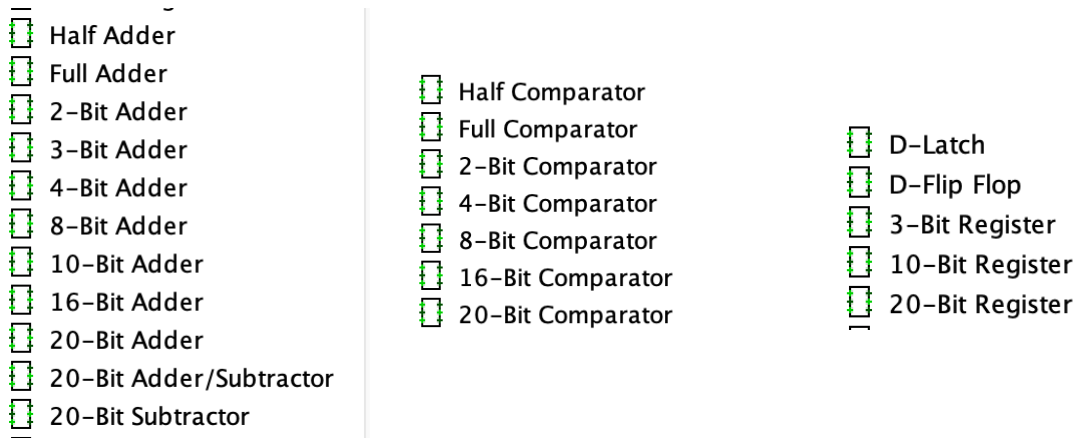 Half Adder
Full Adder
2-Bit Adder
3-Bit Adder
4-Bit Adder
8-Bit Adder
10-Bit Adder
16-Bit Adder
20-Bit Adder
20-Bit Adder/Subtractor
20-Bit Subtractor
Half Comparator
Full Comparator
2-Bit Comparator
4-Bit Comparator
8-Bit Comparator
16-Bit Comparator
20-Bit Comparator
D-Latch
D-Flip Flop
3-Bit Register
10-Bit Register
20-Bit Register